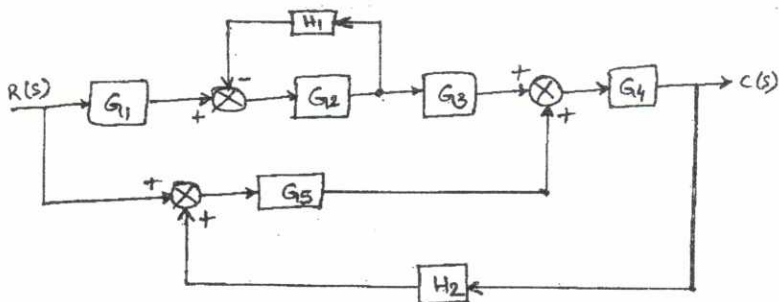 H1
R(S) G1 + - G2 G3 + + G4 C(S)
+ + G5
H2